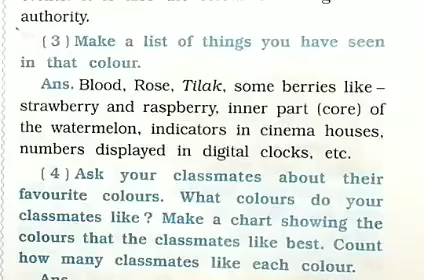 authority.
( 3 ) Make a list of things you have seen
in that colour.
Ans. Blood, Rose, Tilak, some berries like –
strawberry and raspberry, inner part (core) of
the watermelon, indicators in cinema houses,
numbers displayed in digital clocks, etc.
( 4 ) Ask your classmates about their
favourite colours. What colours do your
classmates like ? Make a chart showing the
colours that the classmates like best. Count
how many classmates like each colour.
Ans.